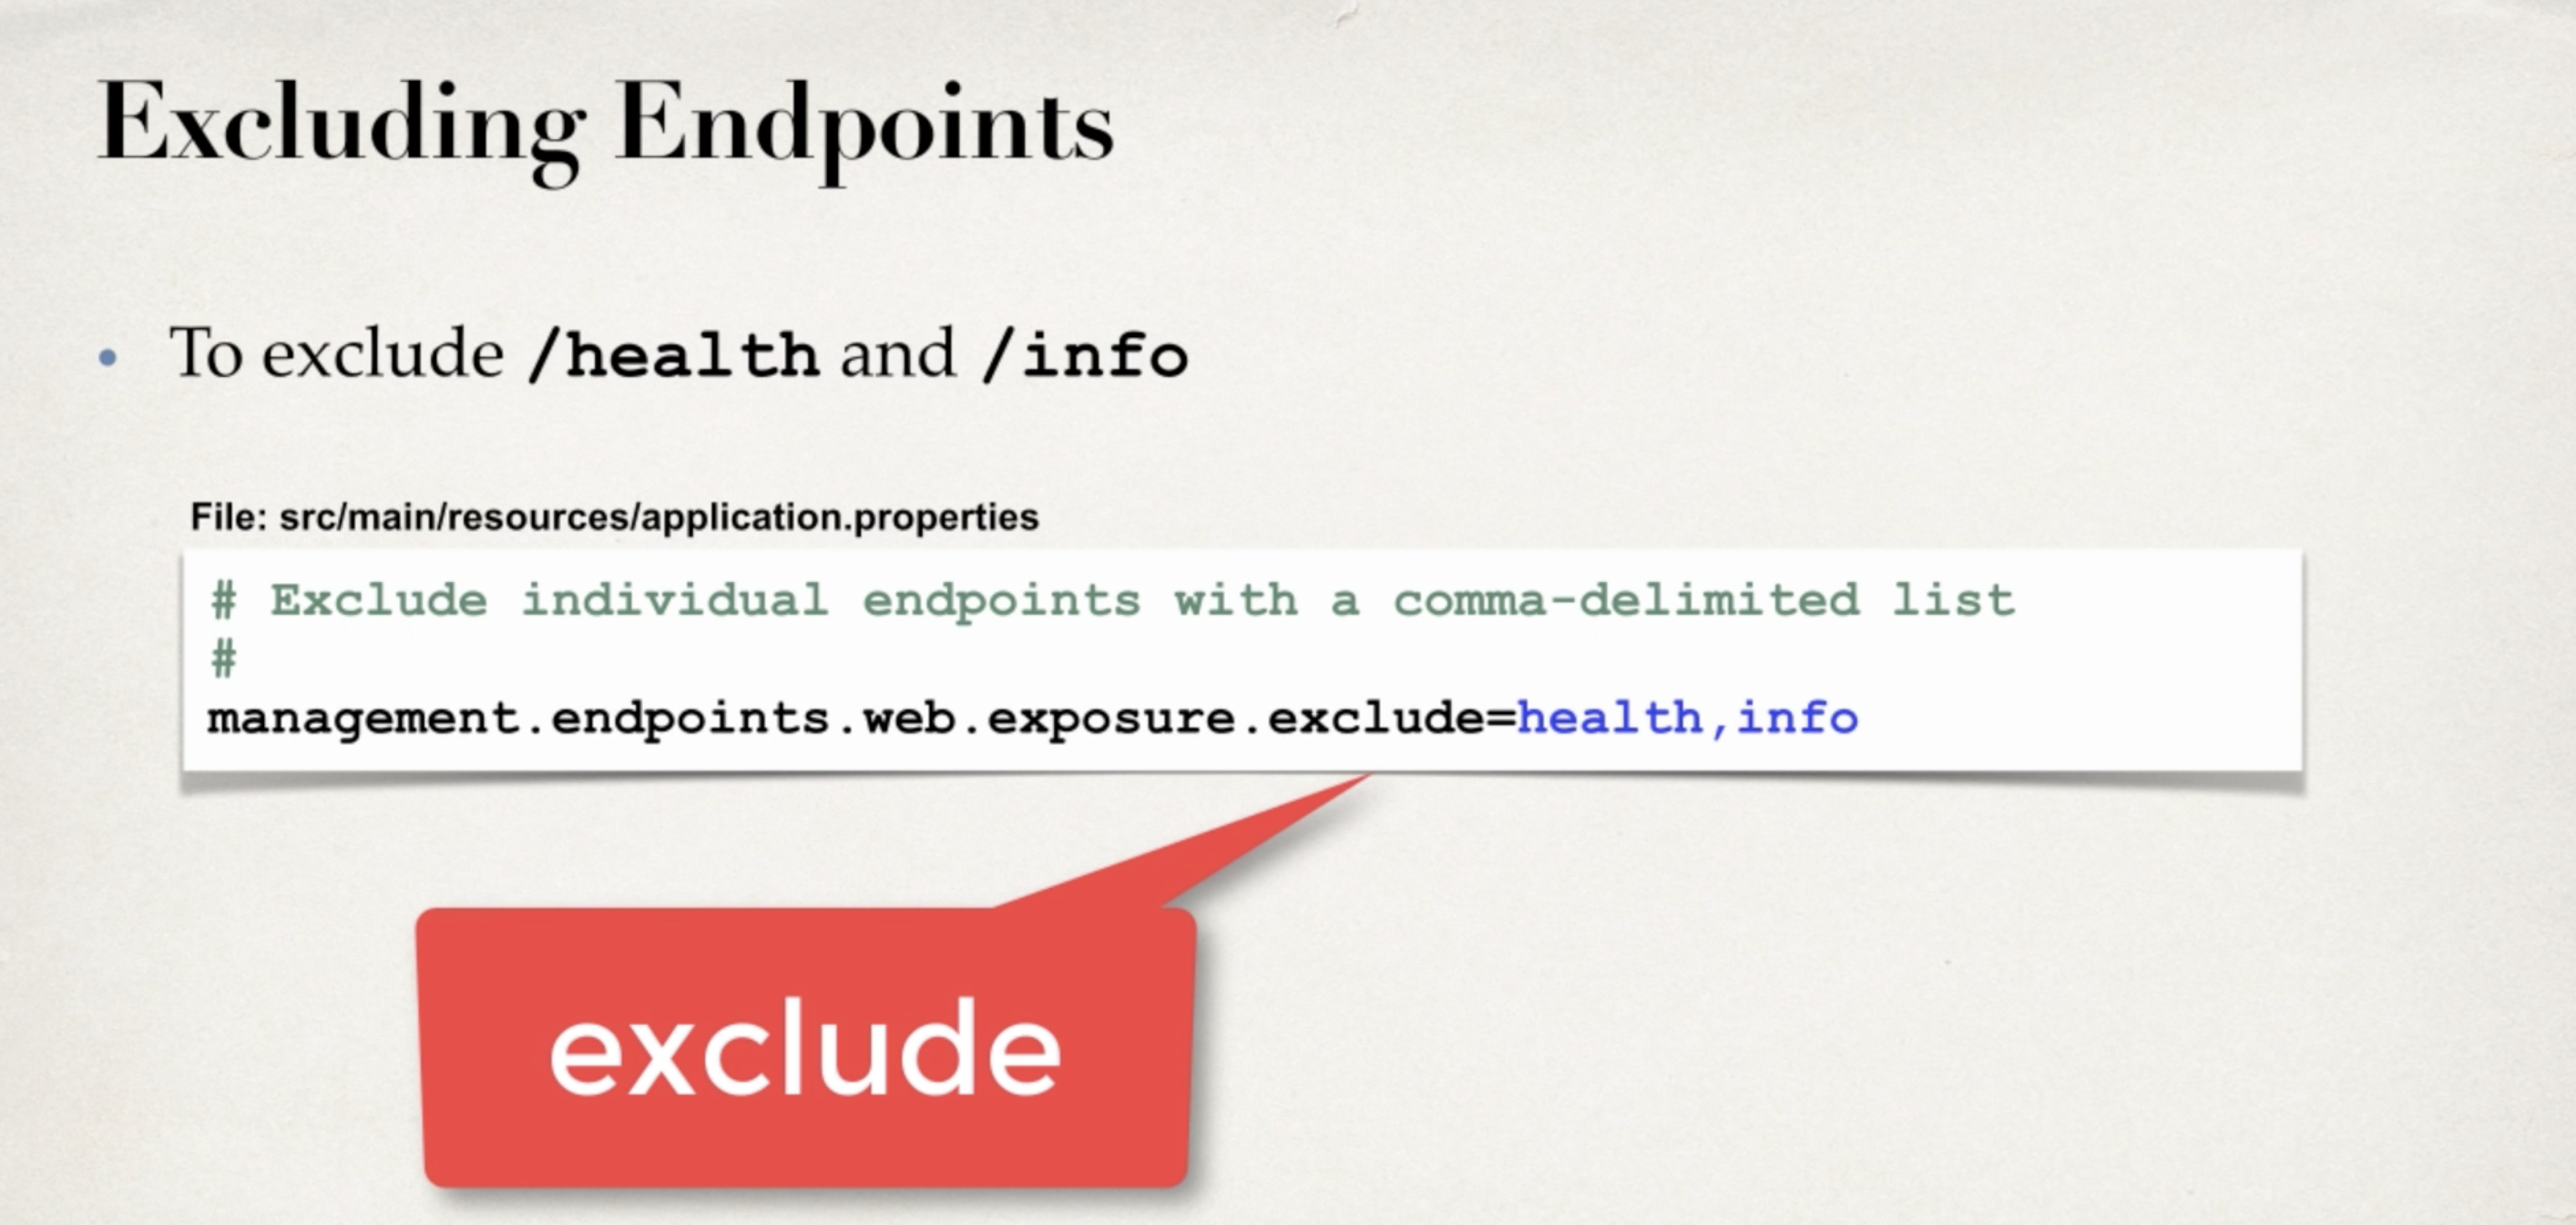 Excluding Endpoints
• To exclude /health and /info
File: src/main/resources/application.properties
# Exclude individual endpoints with a comma-delimited list
#
management.endpoints.web.exposure.exclude=health,info
exclude